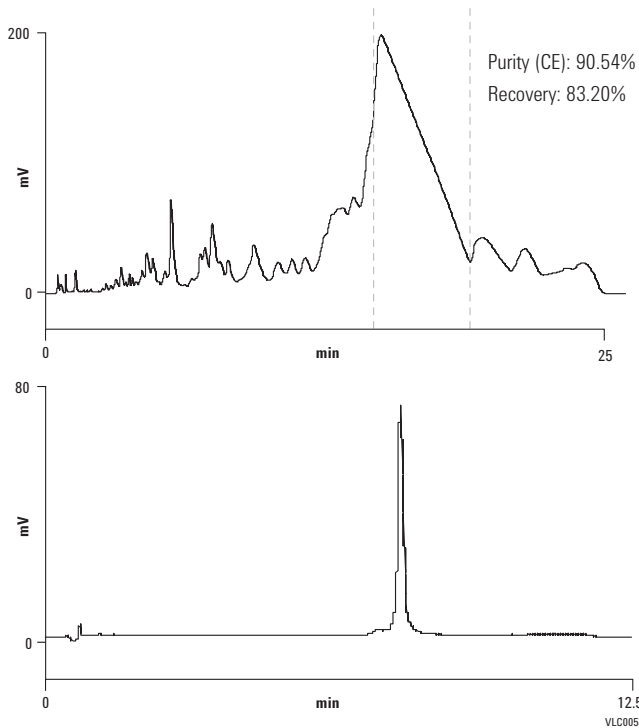 200
Purity (CE): 90.54%
Recovery: 83.20%
mV
0
0
min
25
80
mV
0
0
min
12.5
VLC005